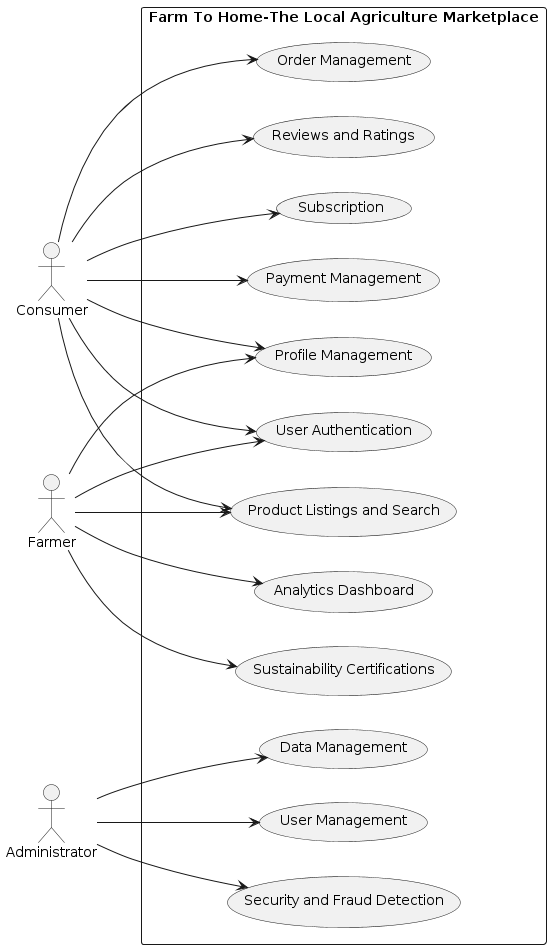 Farm To Home-The Local Agriculture Marketplace
Order Management
Reviews and Ratings
Subscription
Payment Management
Consumer
Profile Management
User Authentication
Product Listings and Search
Farmer
Analytics Dashboard
Sustainability Certifications
Data Management
User Management
Administrator
Security and Fraud Detection